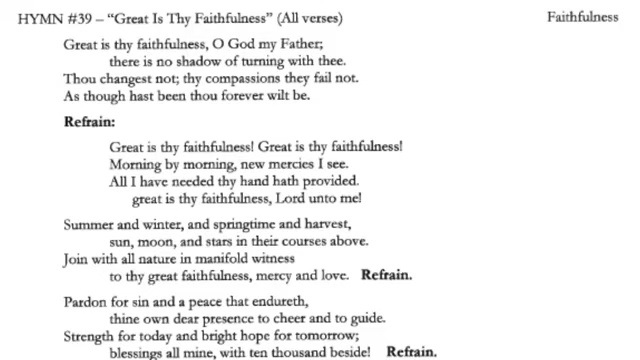 HYMN #39 – "Great Is Thy Faithfulness" (All verses) Faithfulness
Great is thy faithfulness, O God my Father;
there is no shadow of turning with thee.
Thou changest not; thy compassions they fail not.
As though hast been thou forever wilt be.
Refrain:
Great is thy faithfulness! Great is thy faithfulness!
Morning by morning, new mercies I see.
All I have needed thy hand hath provided.
great is thy faithfulness, Lord unto me!
Summer and winter, and springtime and harvest,
sun, moon, and stars in their courses above.
Join with all nature in manifold witness
to thy great faithfulness, mercy and love. Refrain.
Pardon for sin and a peace that endureth,
thine own dear presence to cheer and to guide.
Strength for today and bright hope for tomorrow;
blessings all mine, with ten thousand beside! Refrain.